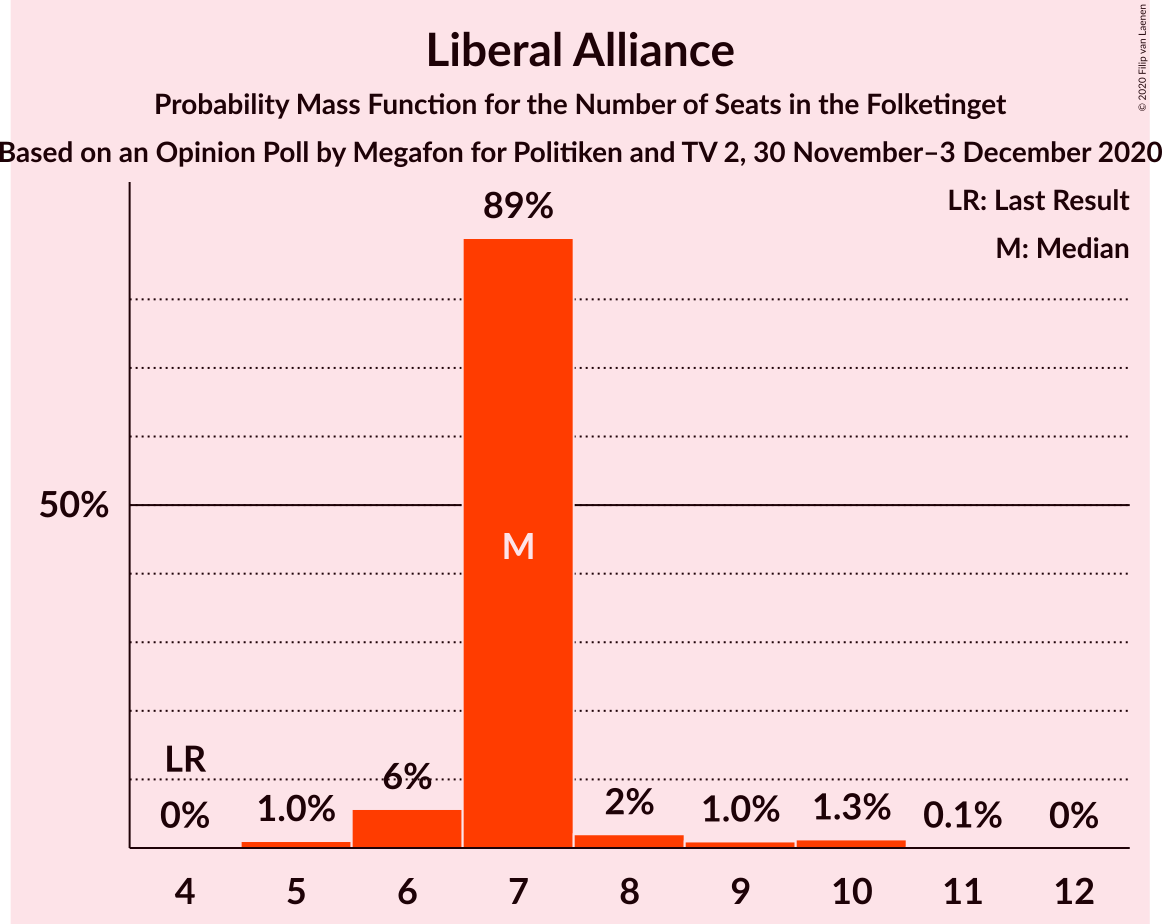 Liberal Alliance
Probability Mass Function for the Number of Seats in the Folketinget
Based on an Opinion Poll by Megafon for Politiken and TV 2, 30 November–3 December 2020
© 2020 Filip van Laenen
LR: Last Result
M: Median
89%
50%
M
LR
0%
1.0%
6%
2%
1.0%
1.3%
0.1%
0%
4 5 6 7 8 9 10 11 12